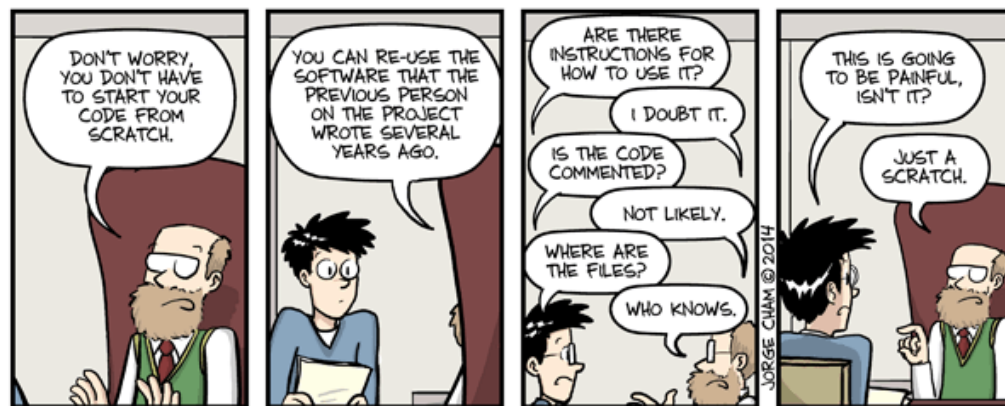 DON'T WORRY,
YOU DON'T HAVE
TO START YOUR
CODE FROM
SCRATCH.
YOU CAN RE-USE THE
SOFTWARE THAT THE
PREVIOUS PERSON
ON THE PROJECT
WROTE SEVERAL
YEARS AGO.
ARE THERE
INSTRUCTIONS FOR
HOW TO USE IT?
I DOUBT IT.
IS THE CODE
COMMENTED?
NOT LIKELY.
WHERE ARE
THE FILES?
WHO KNOWS.
JORGE CHAM © 2014
THIS IS GOING
TO BE PAINFUL,
ISN'T IT?
JUST A
SCRATCH.